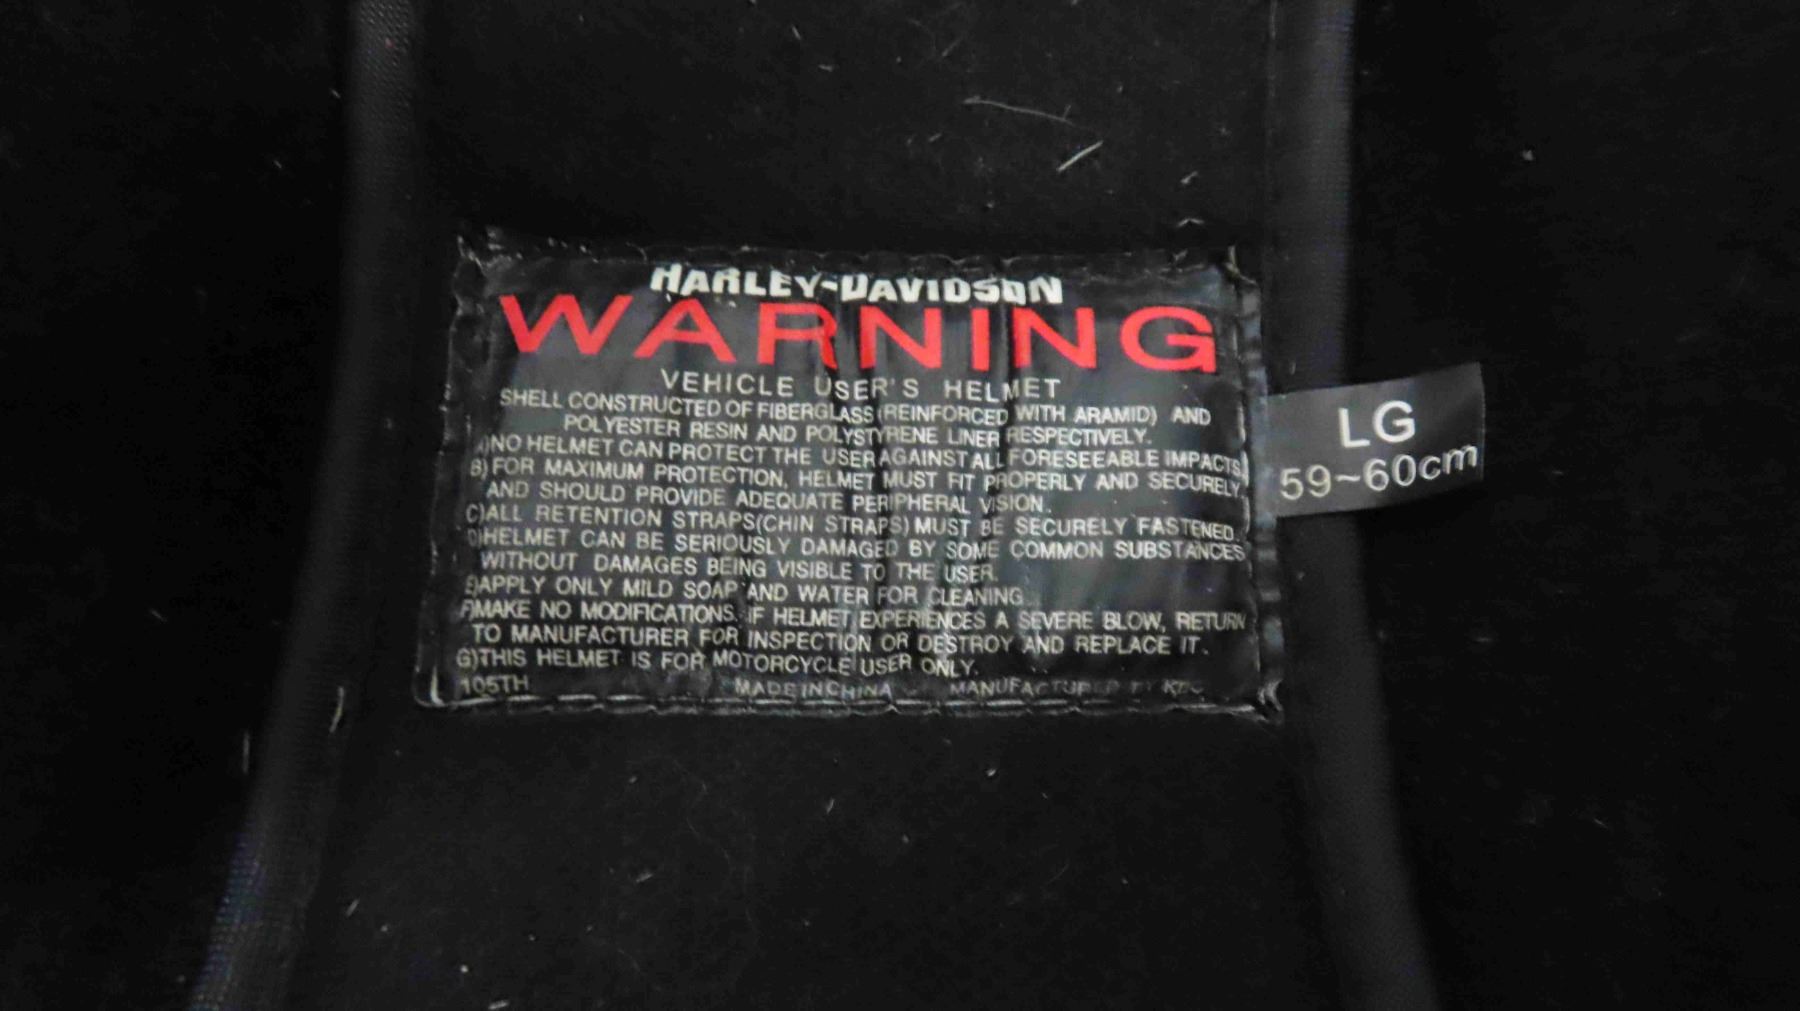 HARLEY-DAVIDSON
WARNING
VEHICLE USER'S HELMET
SHELL CONSTRUCTED OF FIBERGLASS (REINFORCED WITH ARAMID) AND
POLYESTER RESIN AND POLYSTYRENE LINER RESPECTIVELY.
A)NO HELMET CAN PROTECT THE USER AGAINST ALL FORESEEABLE IMPACTS.
B) FOR MAXIMUM PROTECTION, HELMET MUST FIT PROPERLY AND SECURELY,
AND SHOULD PROVIDE ADEQUATE PERIPHERAL VISION.
C)ALL RETENTION STRAPS(CHIN STRAPS) MUST BE SECURELY FASTENED.
D)HELMET CAN BE SERIOUSLY DAMAGED BY SOME COMMON SUBSTANCES
WITHOUT DAMAGES BEING VISIBLE TO THE USER.
E)APPLY ONLY MILD SOAP AND WATER FOR CLEANING.
F)MAKE NO MODIFICATIONS. IF HELMET EXPERIENCES A SEVERE BLOW, RETURN
TO MANUFACTURER FOR INSPECTION OR DESTROY AND REPLACE IT.
G)THIS HELMET IS FOR MOTORCYCLE USER ONLY.
105TH MADE IN CHINA MANUFACTURED BY KBC
LG
59~60cm